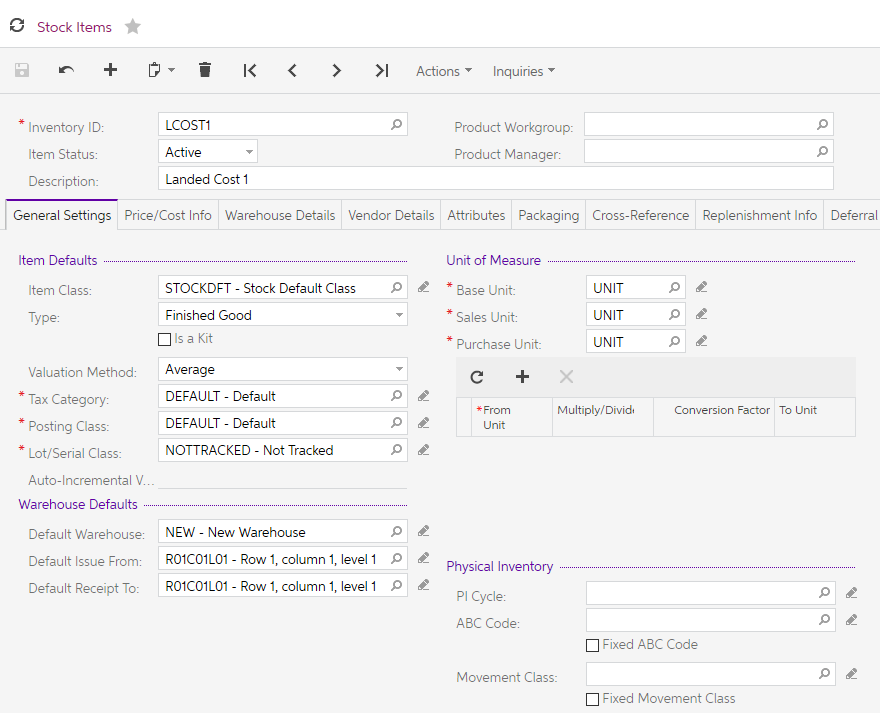 Stock Items
Actions Inquiries
* Inventory ID: LCOST1 Product Workgroup:
Item Status: Active Product Manager:
Description: Landed Cost 1
General Settings Price/Cost Info Warehouse Details Vendor Details Attributes Packaging Cross-Reference Replenishment Info Deferral
Item Defaults
Item Class: STOCKDFT - Stock Default Class
Type: Finished Good
Is a Kit
Valuation Method: Average
* Tax Category: DEFAULT - Default
* Posting Class: DEFAULT - Default
* Lot/Serial Class: NOTTRACKED - Not Tracked
Auto-Incremental V...
Warehouse Defaults
Default Warehouse: NEW - New Warehouse
Default Issue From: R01C01L01 - Row 1, column 1, level 1
Default Receipt To: R01C01L01 - Row 1, column 1, level 1
Unit of Measure
* Base Unit: UNIT
* Sales Unit: UNIT
* Purchase Unit: UNIT
*From Multiply/Divide Conversion Factor To Unit
Unit
Physical Inventory
PI Cycle:
ABC Code:
Fixed ABC Code
Movement Class:
Fixed Movement Class